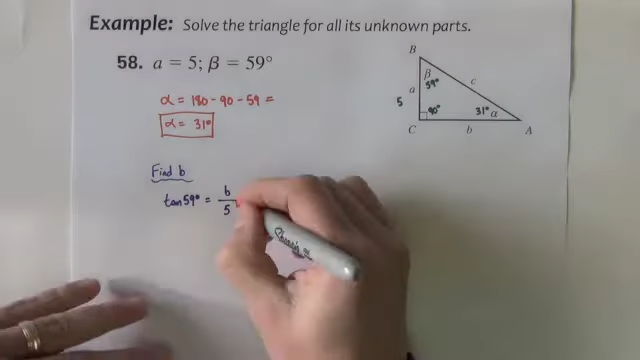 Example: Solve the triangle for all its unknown parts.
58. a = 5; β = 59°
α = 180 - 90 - 59 =
α = 31°
Find b
tan 59° = b/5
B
β
59°
a
c
5
90°
31° α
C
b
A
Sharpie